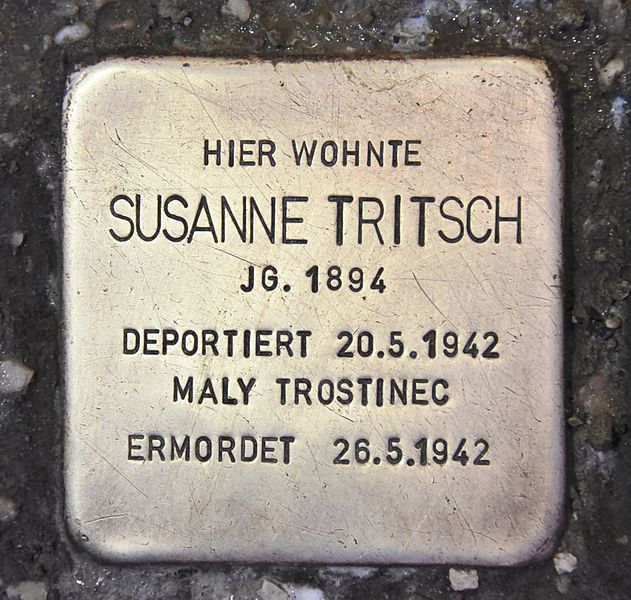 HIER WOHNTE
SUSANNE TRITSCH
JG. 1894
DEPORTIERT 20.5.1942
MALY TROSTINEC
ERMORDET 26.5.1942